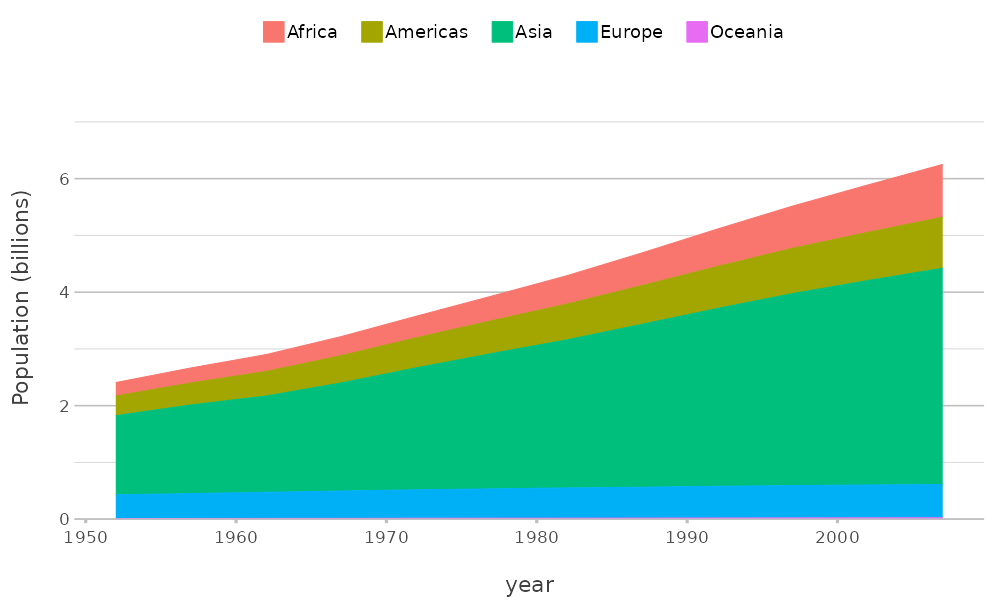 Africa Americas Asia Europe Oceania
Population (billions)
6
4
2
0
1950 1960 1970 1980 1990 2000
year